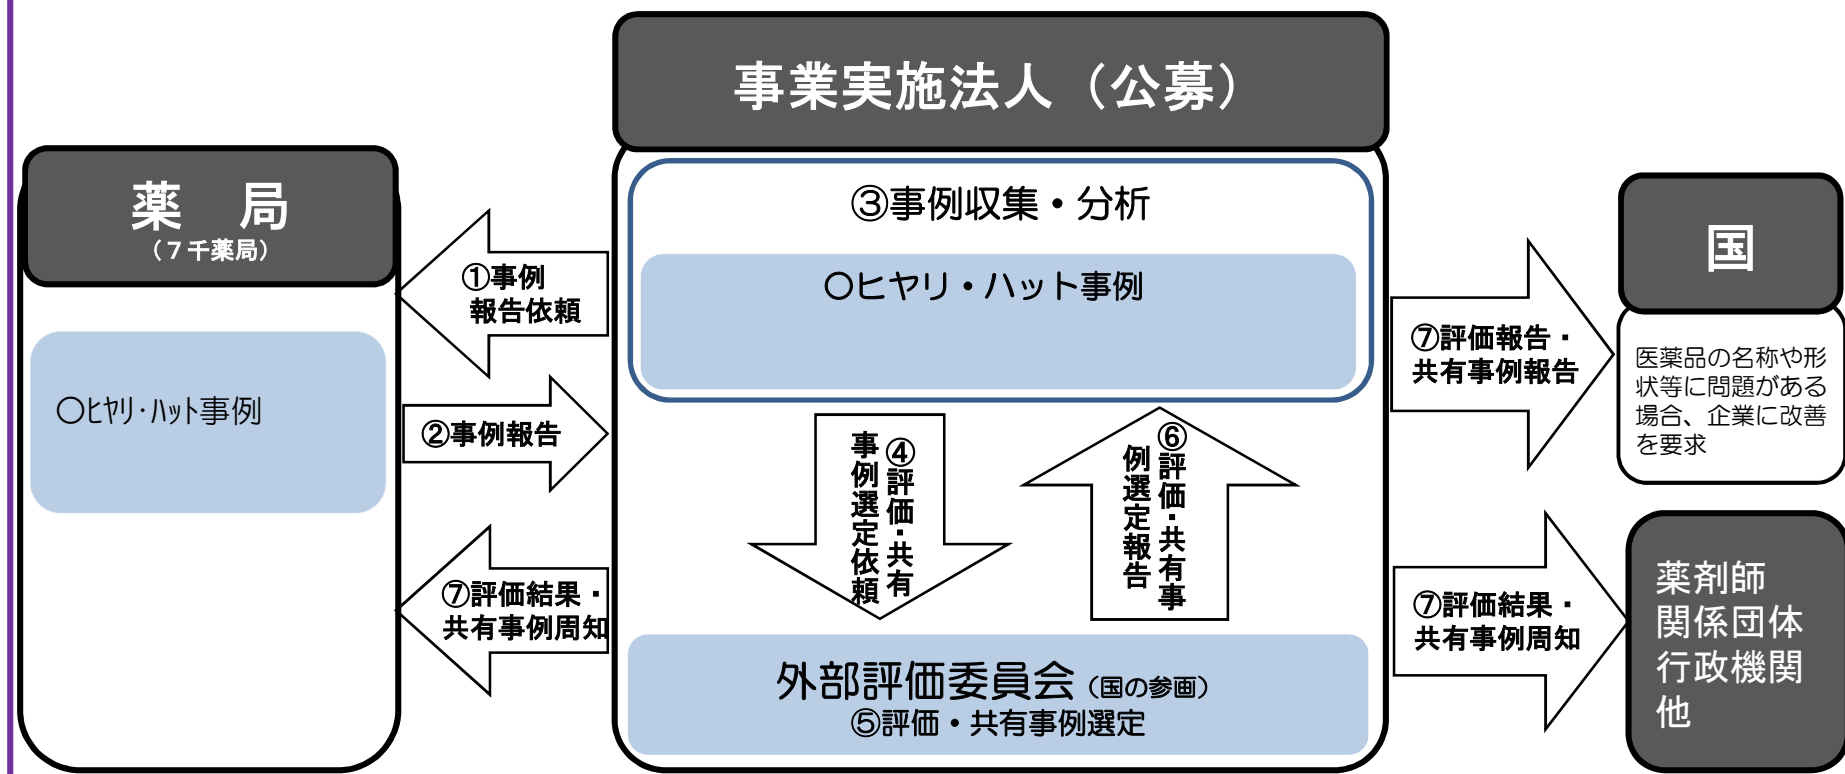 事業実施法人（公募）
薬　局
（７千薬局）
〇ﾋﾔﾘ･ﾊｯﾄ事例
①事例
報告依頼
②事例報告
⑦評価結果・
共有事例周知
③事例収集・分析
〇ヒヤリ・ハット事例
④評価・共有
事例選定依頼
⑥評価・共有事
例選定報告
外部評価委員会（国の参画）
⑤評価・共有事例選定
⑦評価報告・
共有事例報告
国
医薬品の名称や形
状等に問題がある
場合、企業に改善
を要求
⑦評価結果・
共有事例周知
薬剤師
関係団体
行政機関
他